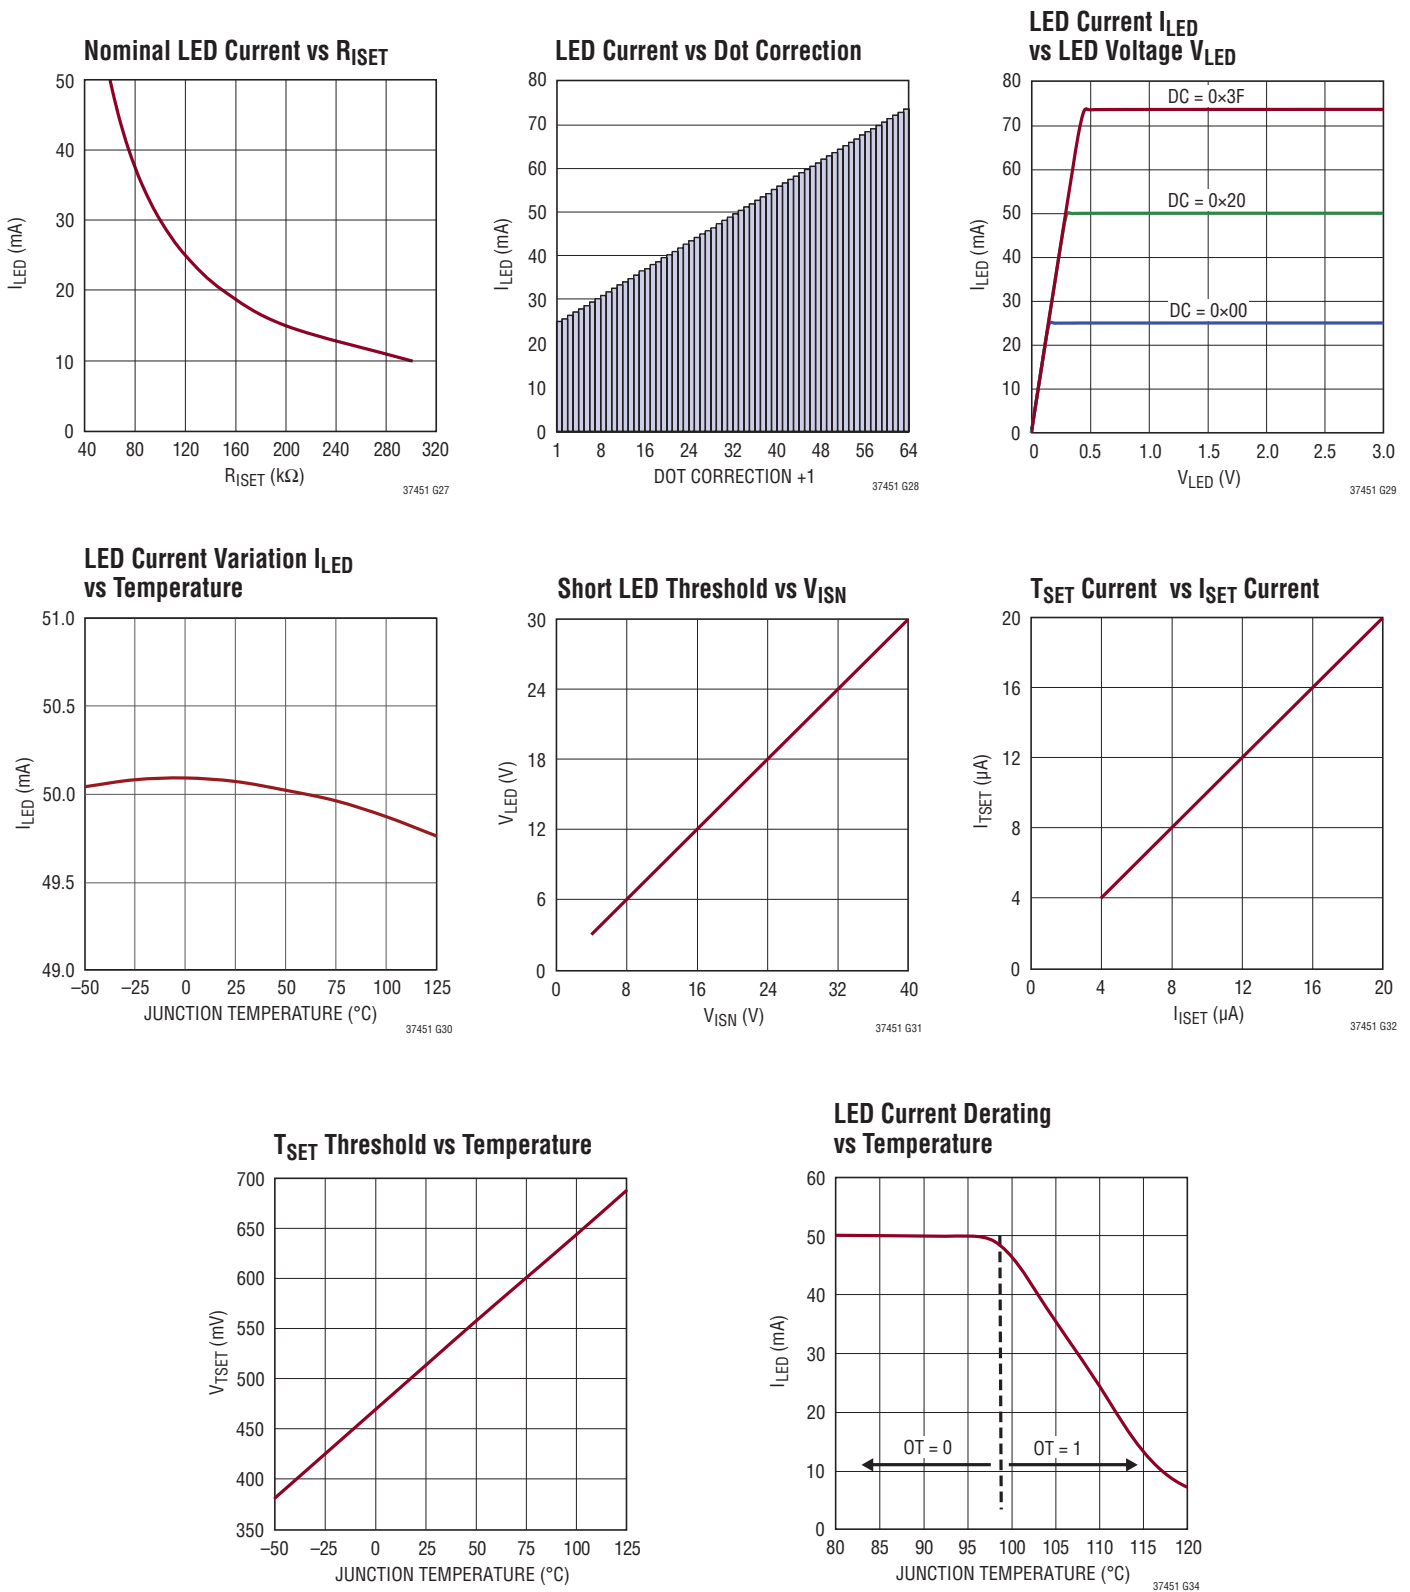 Nominal LED Current vs RISET
50
40
30
20
10
0
ILED (mA)
40 80 120 160 200 240 280 320
RISET (kΩ)
37451 G27
LED Current vs Dot Correction
80
70
60
50
40
30
20
10
0
ILED (mA)
1 8 16 24 32 40 48 56 64
DOT CORRECTION +1
37451 G28
LED Current ILED
vs LED Voltage VLED
80
70
60
50
40
30
20
10
0
ILED (mA)
DC = 0×3F
DC = 0×20
DC = 0×00
0 0.5 1.0 1.5 2.0 2.5 3.0
VLED (V)
37451 G29
LED Current Variation ILED
vs Temperature
51.0
50.5
50.0
49.5
49.0
ILED (mA)
–50 –25 0 25 50 75 100 125
JUNCTION TEMPERATURE (°C)
37451 G30
Short LED Threshold vs VISN
30
24
18
12
6
0
VLED (V)
0 8 16 24 32 40
VISN (V)
37451 G31
TSET Current vs ISET Current
20
16
12
8
4
0
ITSET (µA)
0 4 8 12 16 20
IISET (µA)
37451 G32
TSET Threshold vs Temperature
700
650
600
550
500
450
400
350
VTSET (mV)
–50 –25 0 25 50 75 100 125
JUNCTION TEMPERATURE (°C)
LED Current Derating
vs Temperature
60
50
40
30
20
10
0
ILED (mA)
OT = 0 OT = 1
80 85 90 95 100 105 110 115 120
JUNCTION TEMPERATURE (°C)
37451 G34